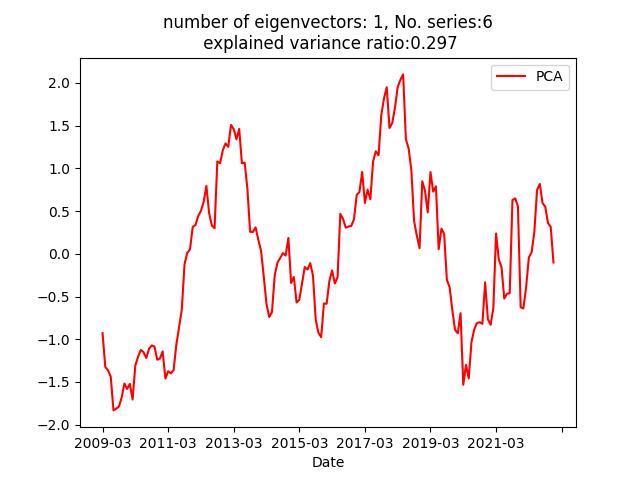 number of eigenvectors: 1, No. series:6
explained variance ratio:0.297
PCA
2.0
1.5
1.0
0.5
0.0
−0.5
−1.0
−1.5
−2.0
2009-03 2011-03 2013-03 2015-03 2017-03 2019-03 2021-03
Date